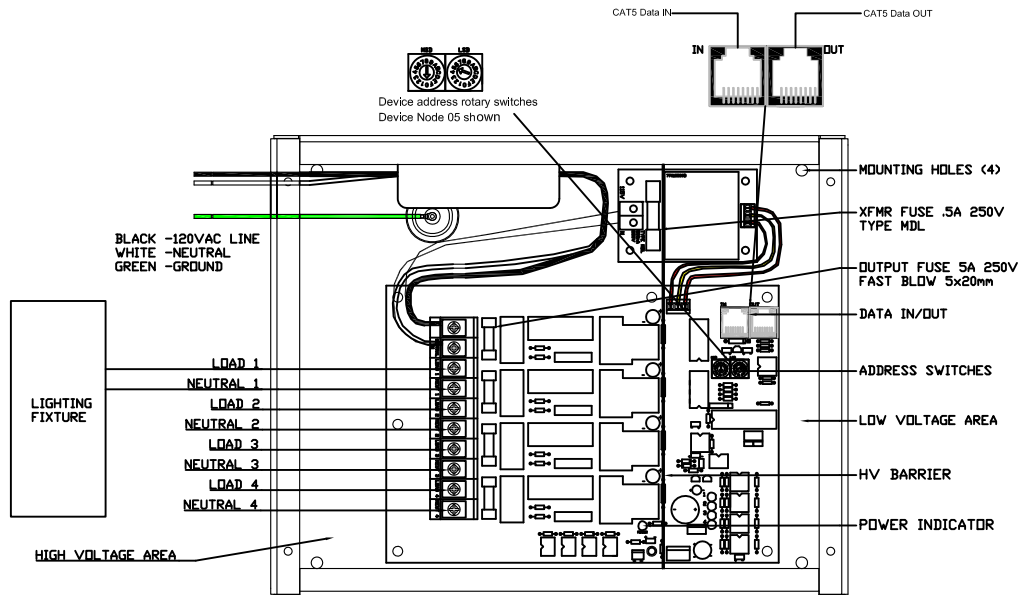 CAT5 Data IN
CAT5 Data OUT
IN
OUT
MSD
LSD
Device address rotary switches
Device Node 05 shown
MOUNTING HOLES (4)
XFMR FUSE .5A 250V
TYPE MDL
BLACK -120VAC LINE
WHITE -NEUTRAL
GREEN -GROUND
OUTPUT FUSE 5A 250V
FAST BLOW 5x20mm
DATA IN/OUT
LOAD 1
NEUTRAL 1
LOAD 2
NEUTRAL 2
LOAD 3
NEUTRAL 3
LOAD 4
NEUTRAL 4
LIGHTING
FIXTURE
ADDRESS SWITCHES
LOW VOLTAGE AREA
HV BARRIER
POWER INDICATOR
HIGH VOLTAGE AREA